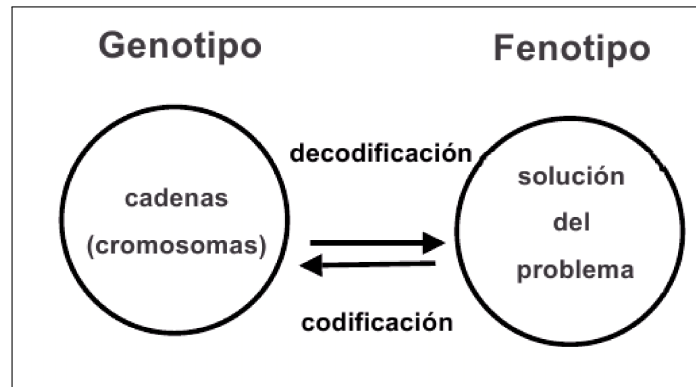 Genotipo
Fenotipo
decodificación
cadenas
(cromosomas)
solución
del
problema
codificación